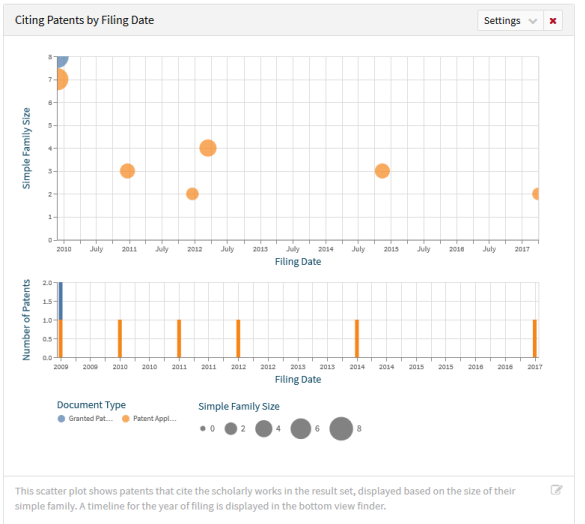 Citing Patents by Filing Date
Settings
Simple Family Size
8
7
6
5
4
3
2
1
0
2010 July 2011 July 2012 July 2013 July 2014 July 2015 July 2016 July 2017
Filing Date
Number of Patents
2.0
1.5
1.0
0.5
0.0
2009 2009 2010 2010 2011 2011 2012 2012 2013 2013 2014 2014 2015 2015 2016 2016 2017
Filing Date
Document Type
Granted Pat... Patent Appl...
Simple Family Size
0 2 4 6 8
This scatter plot shows patents that cite the scholarly works in the result set, displayed based on the size of their
simple family. A timeline for the year of filing is displayed in the bottom view finder.